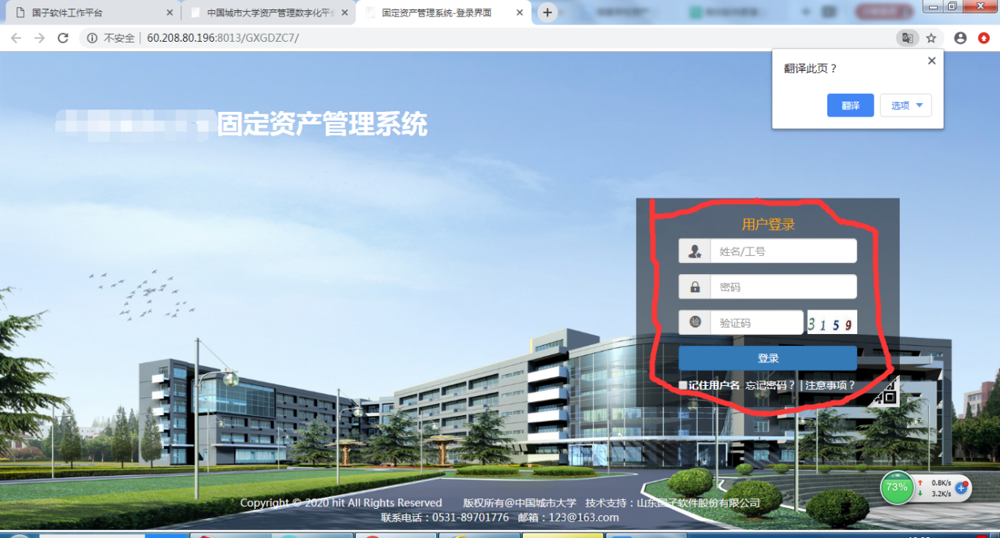 国子软件工作平台
中国城市大学资产管理数字化平台
固定资产管理系统-登录界面
不安全 | 60.208.80.196:8013/GXGDZC7/
翻译此页？
翻译
选项
固定资产管理系统
用户登录
姓名/工号
密码
验
验证码
3 1 5 9
登录
记住用户名 忘记密码？ | 注意事项？
73%
0.8K/s
3.2K/s
Copyright © 2020 hit All Rights Reserved 版权所有@中国城市大学 技术支持：山东国子软件股份有限公司
联系电话：0531-89701776 邮箱：123@163.com